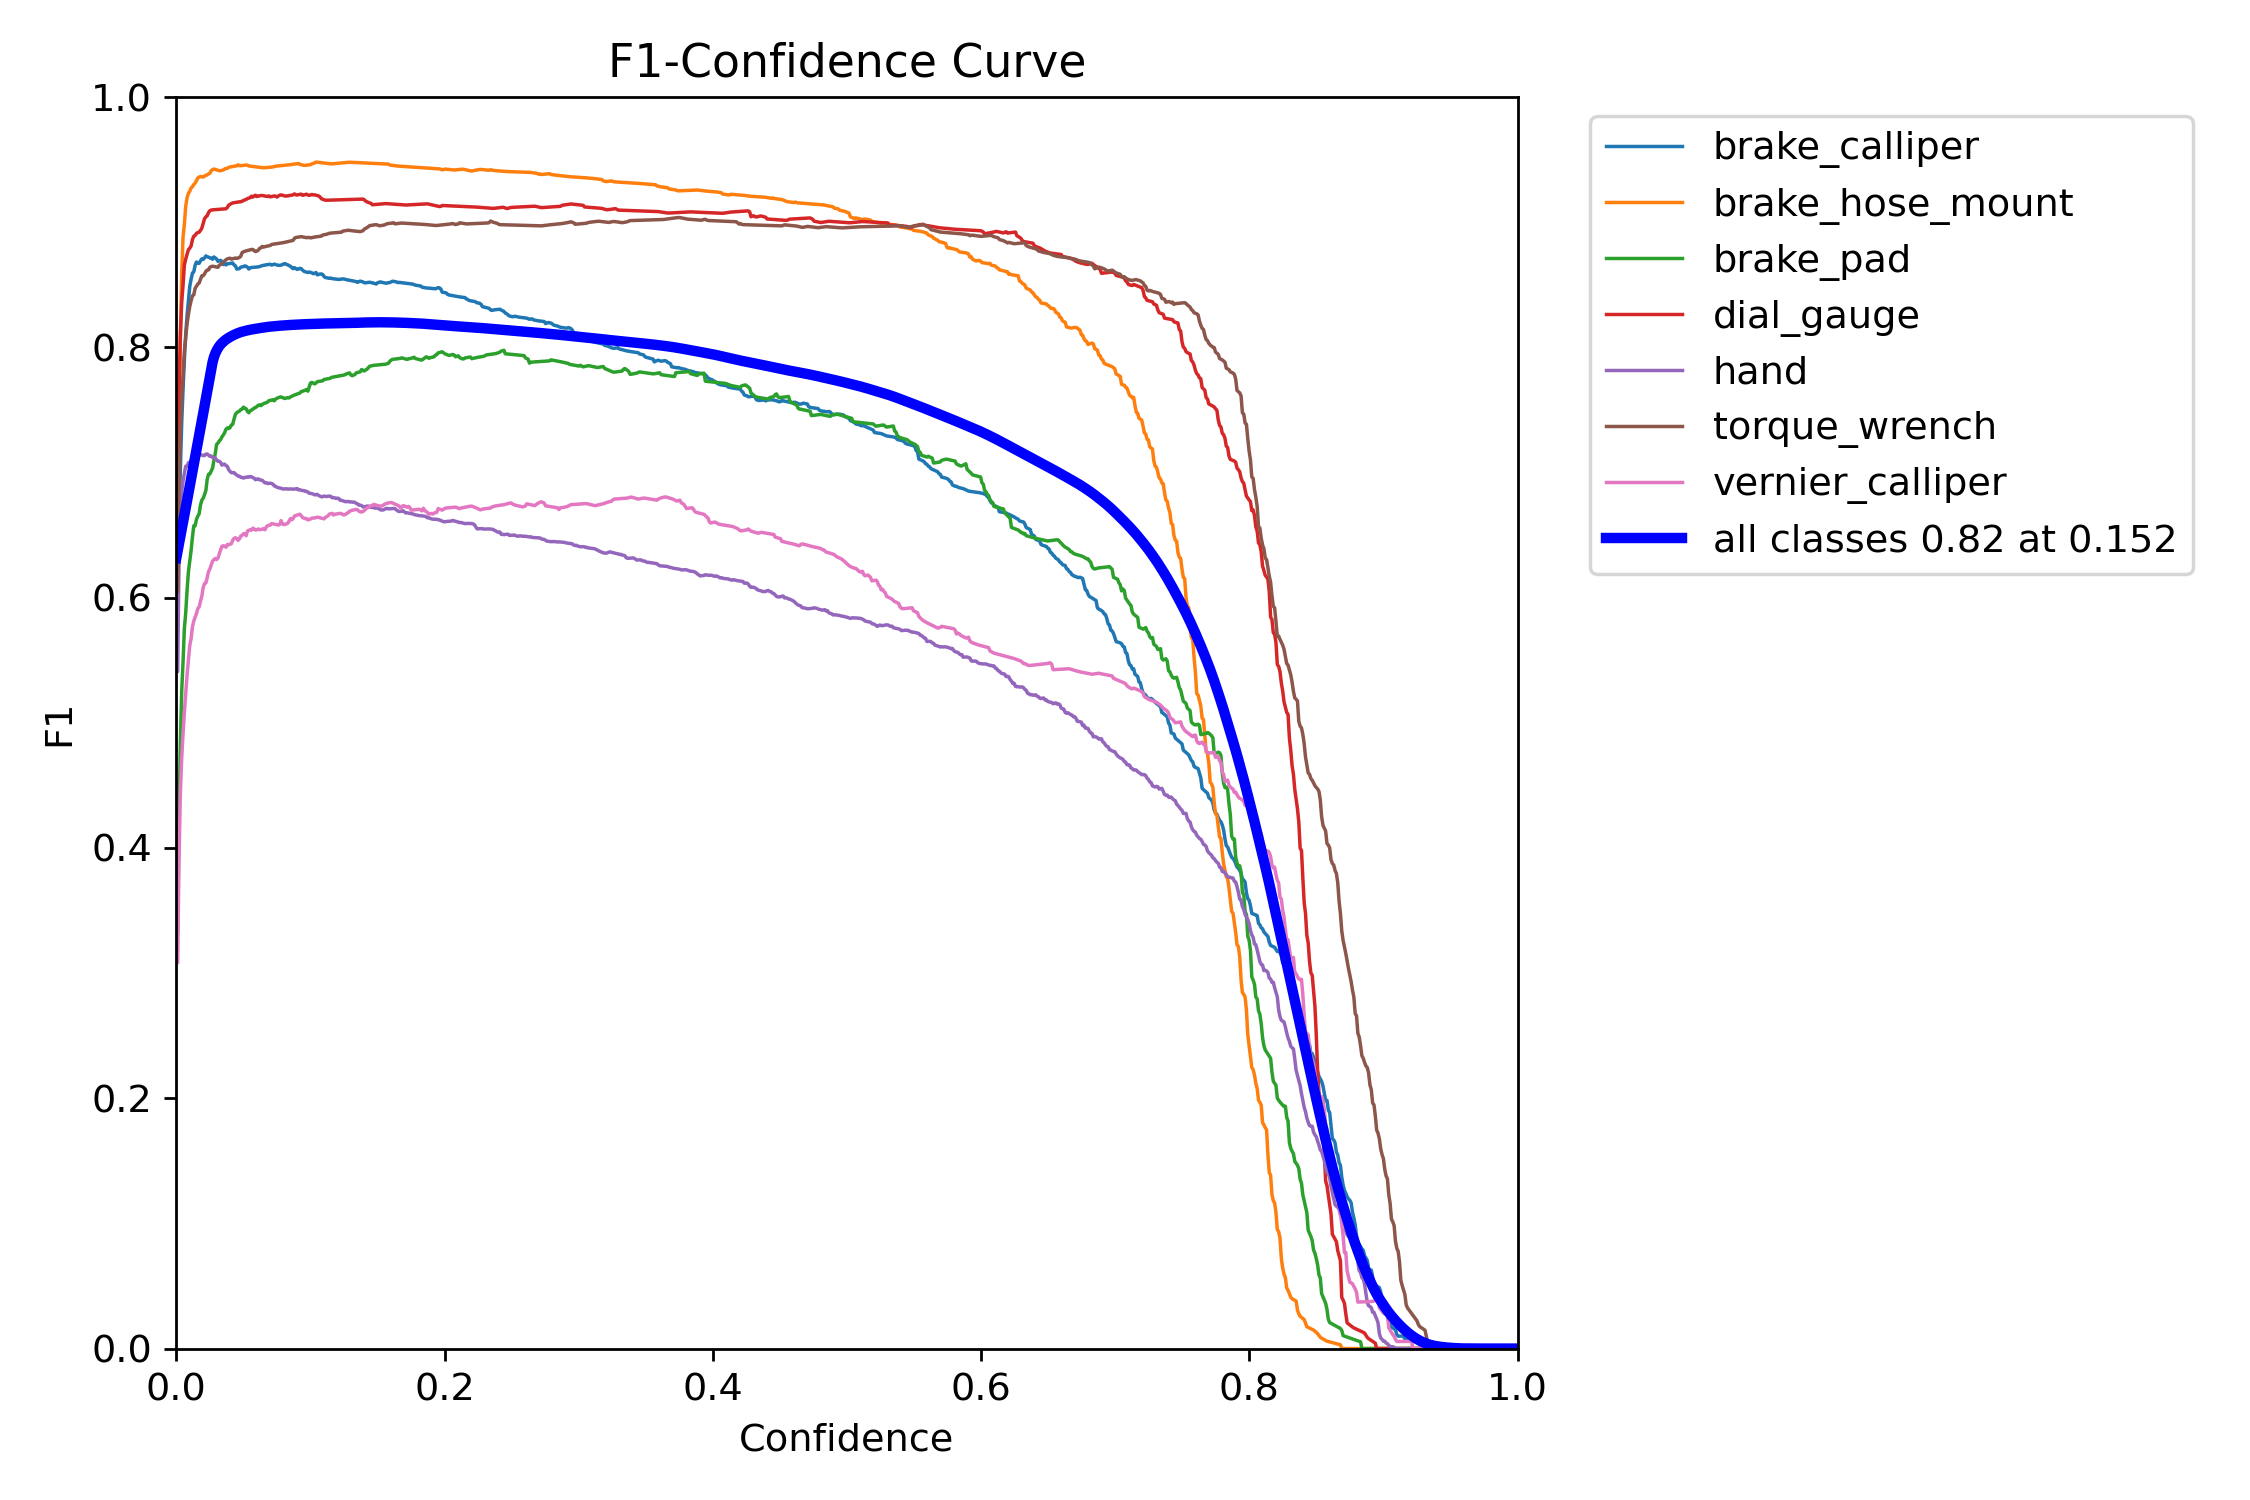 F1-Confidence Curve
1.0
0.8
0.6
0.4
0.2
0.0
F1
0.0 0.2 0.4 0.6 0.8 1.0
Confidence
brake_calliper
brake_hose_mount
brake_pad
dial_gauge
hand
torque_wrench
vernier_calliper
all classes 0.82 at 0.152